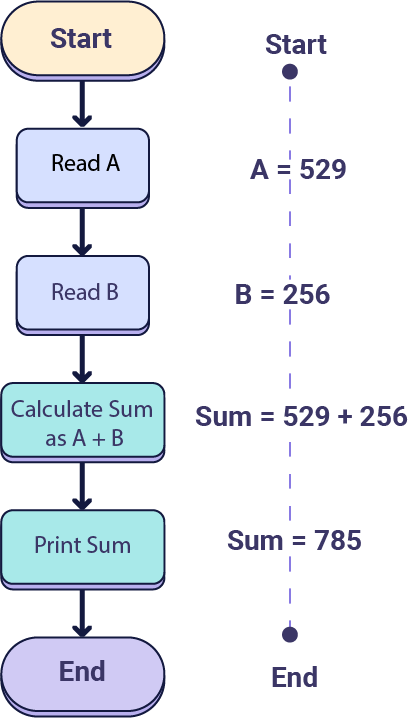 Start
Read A
Read B
Calculate Sum
as A + B
Print Sum
End
Start
A = 529
B = 256
Sum = 529 + 256
Sum = 785
End